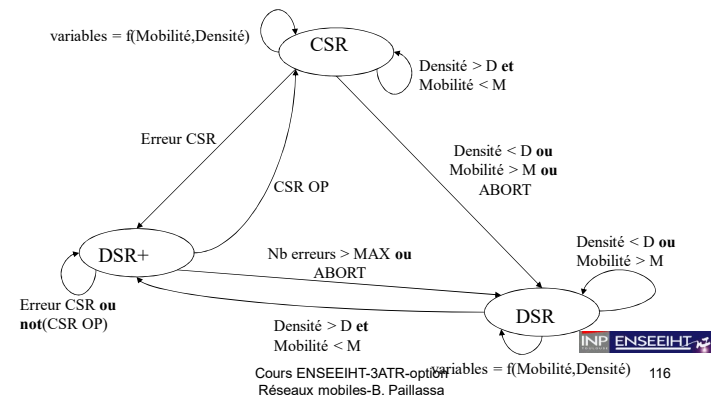 variables = f(Mobilité,Densité)
CSR
Densité > D et
Mobilité < M
Erreur CSR
Densité < D ou
Mobilité > M ou
ABORT
CSR OP
DSR+
Nb erreurs > MAX ou
ABORT
Densité < D ou
Mobilité > M
Erreur CSR ou
not(CSR OP)
Densité > D et
Mobilité < M
DSR
INP ENSEEIHT
variables = f(Mobilité,Densité)
Cours ENSEEIHT-3ATR-option
Réseaux mobiles-B. Paillassa
116